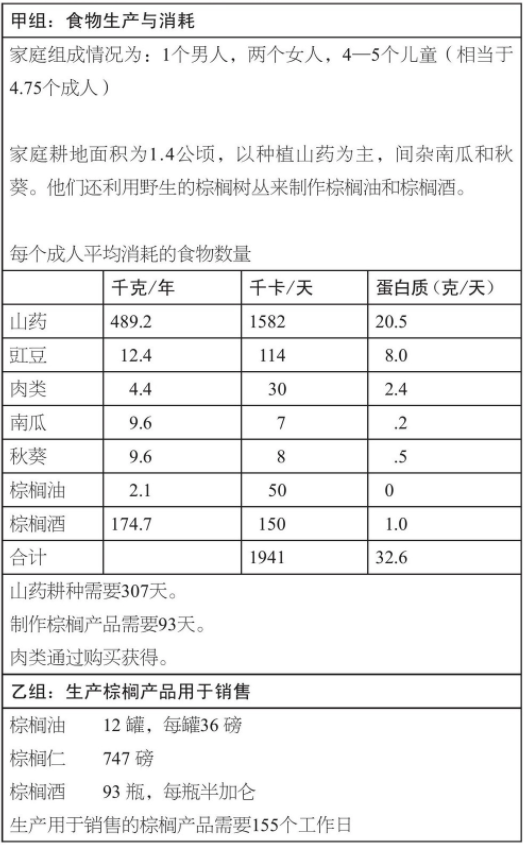 甲组：食物生产与消耗
家庭组成情况为：1个男人，两个女人，4—5个儿童（相当于
4.75个成人）
家庭耕地面积为1.4公顷，以种植山药为主，间杂南瓜和秋
葵。他们还利用野生的棕榈树丛来制作棕榈油和棕榈酒。
每个成人平均消耗的食物数量
千克/年 千卡/天 蛋白质（克/天）
山药 489.2 1582 20.5
豇豆 12.4 114 8.0
肉类 4.4 30 2.4
南瓜 9.6 7 .2
秋葵 9.6 8 .5
棕榈油 2.1 50 0
棕榈酒 174.7 150 1.0
合计 1941 32.6
山药耕种需要307天。
制作棕榈产品需要93天。
肉类通过购买获得。
乙组：生产棕榈产品用于销售
棕榈油 12 罐，每罐36 磅
棕榈仁 747 磅
棕榈酒 93 瓶，每瓶半加仑
生产用于销售的棕榈产品需要155个工作日